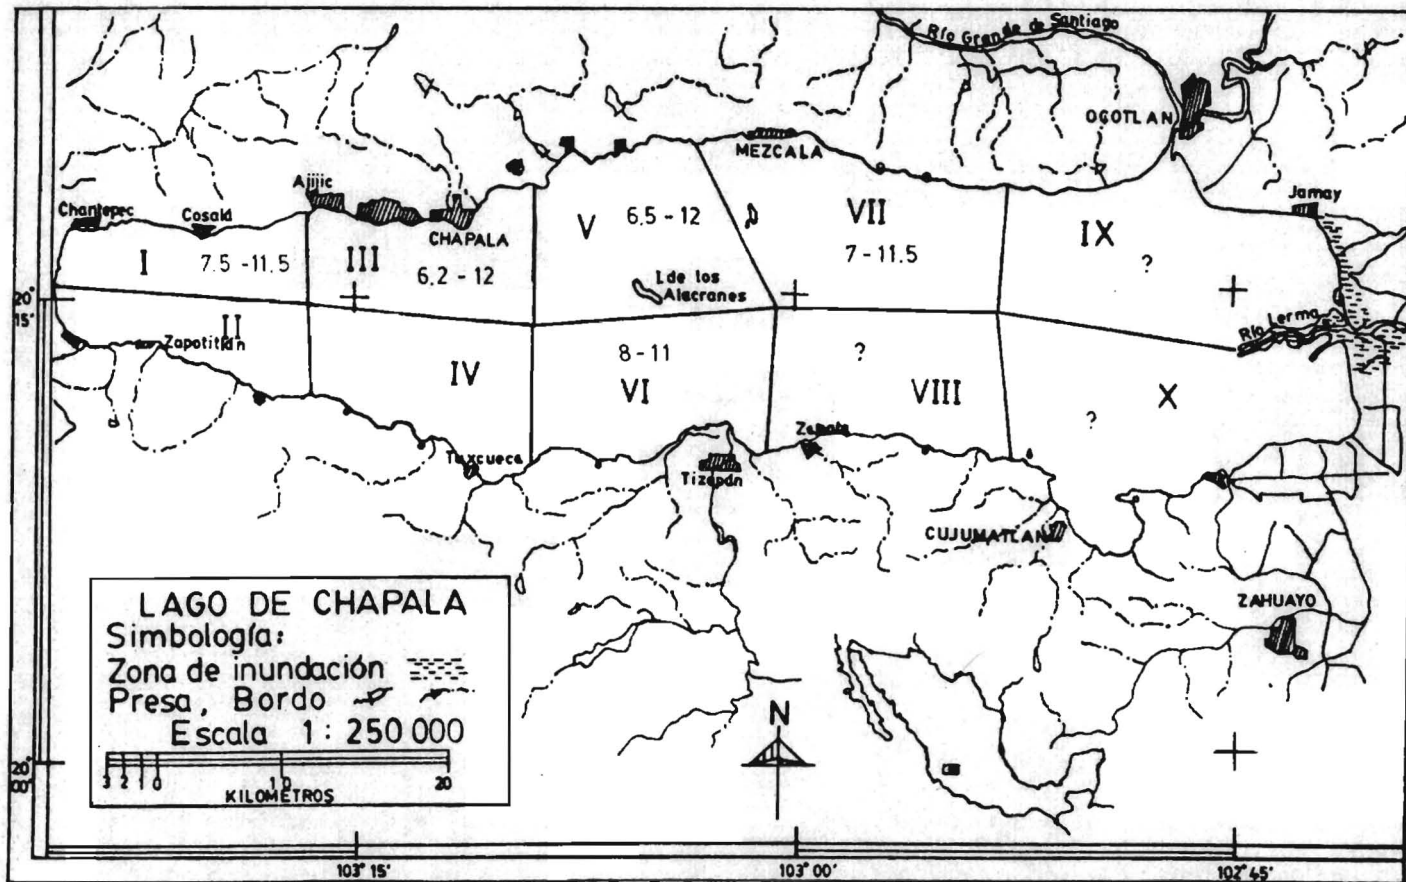 Río Grande de Santiago
OCOTLAN
MEZCALA
Ajijic
Jamay
Chantepec
Cosalá
CHAPALA
V
6.5 - 12
VII
7 - 11.5
IX
?
I
7.5 - 11.5
III
6.2 - 12
I. de los
Alacranes
20°
15'
II
Zapotitlán
Río Lerma
IV
8 - 11
VI
?
VIII
X
?
Tuxcueca
Tizapán
Zapata
CUJUMATLAN
ZAHUAYO
LAGO DE CHAPALA
Simbología:
Zona de inundación
Presa, Bordo
Escala 1: 250 000
3 2 1 0 10 20
KILOMETROS
N
20°
00'
103° 15'
103° 00'
102° 45'